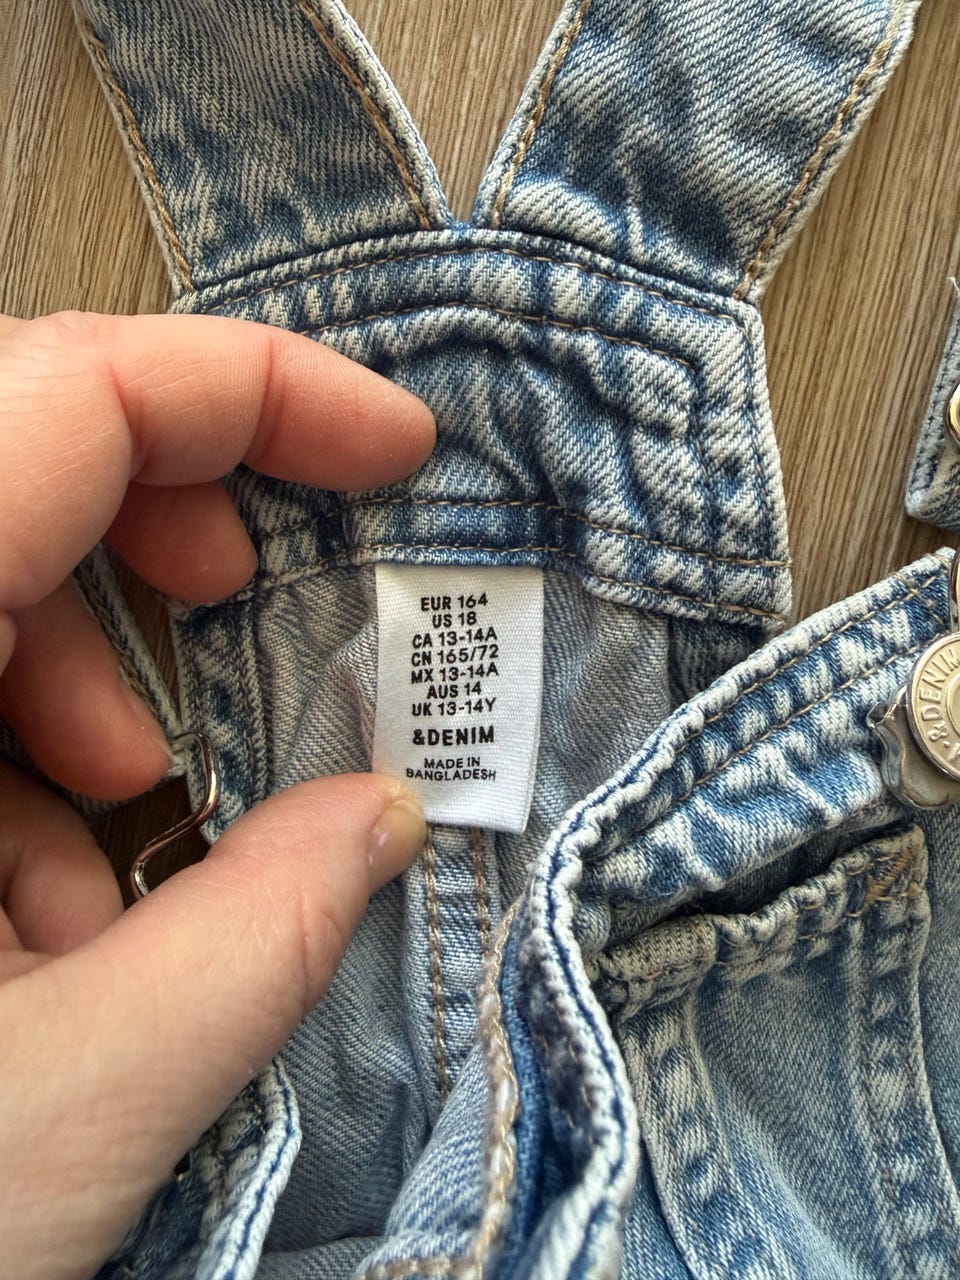 EUR 164
US 18
CA 13-14A
CN 165/72
MX 13-14A
AUS 14
UK 13-14Y
&DENIM
MADE IN
BANGLADESH
&DENIM